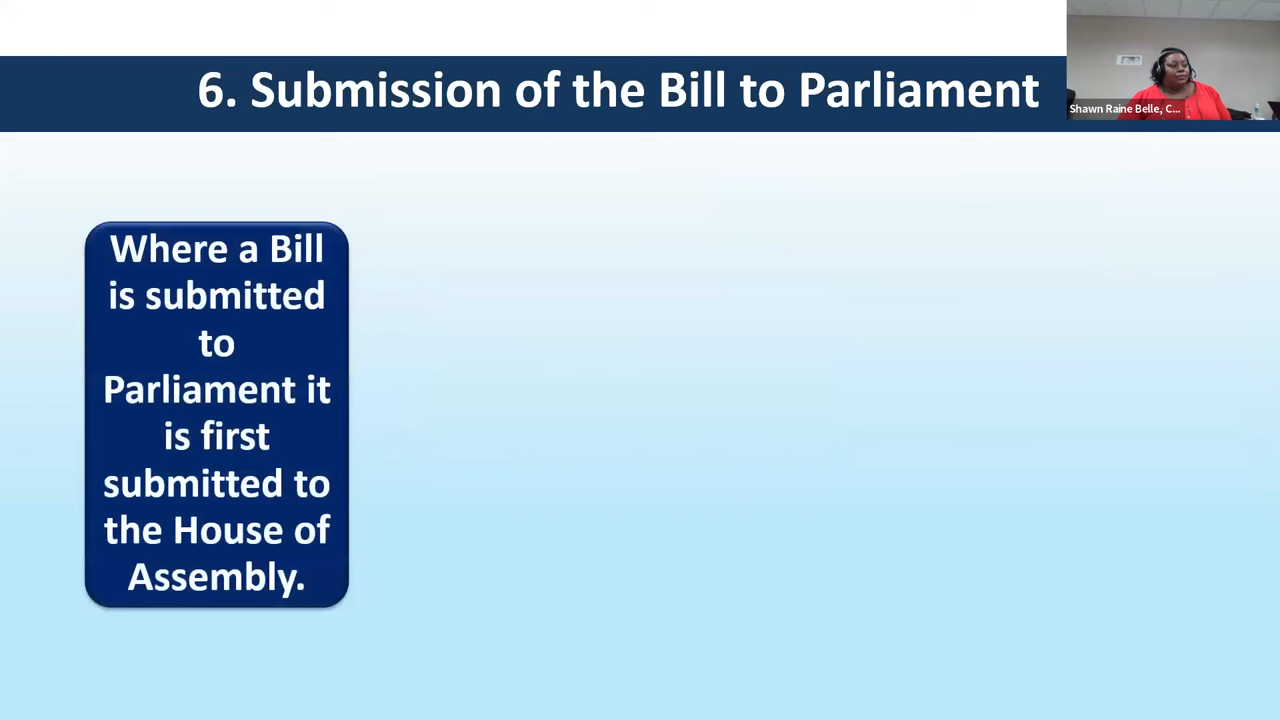 6. Submission of the Bill to Parliament
Shawn Raine Belle, C...
Where a Bill
is submitted
to
Parliament it
is first
submitted to
the House of
Assembly.